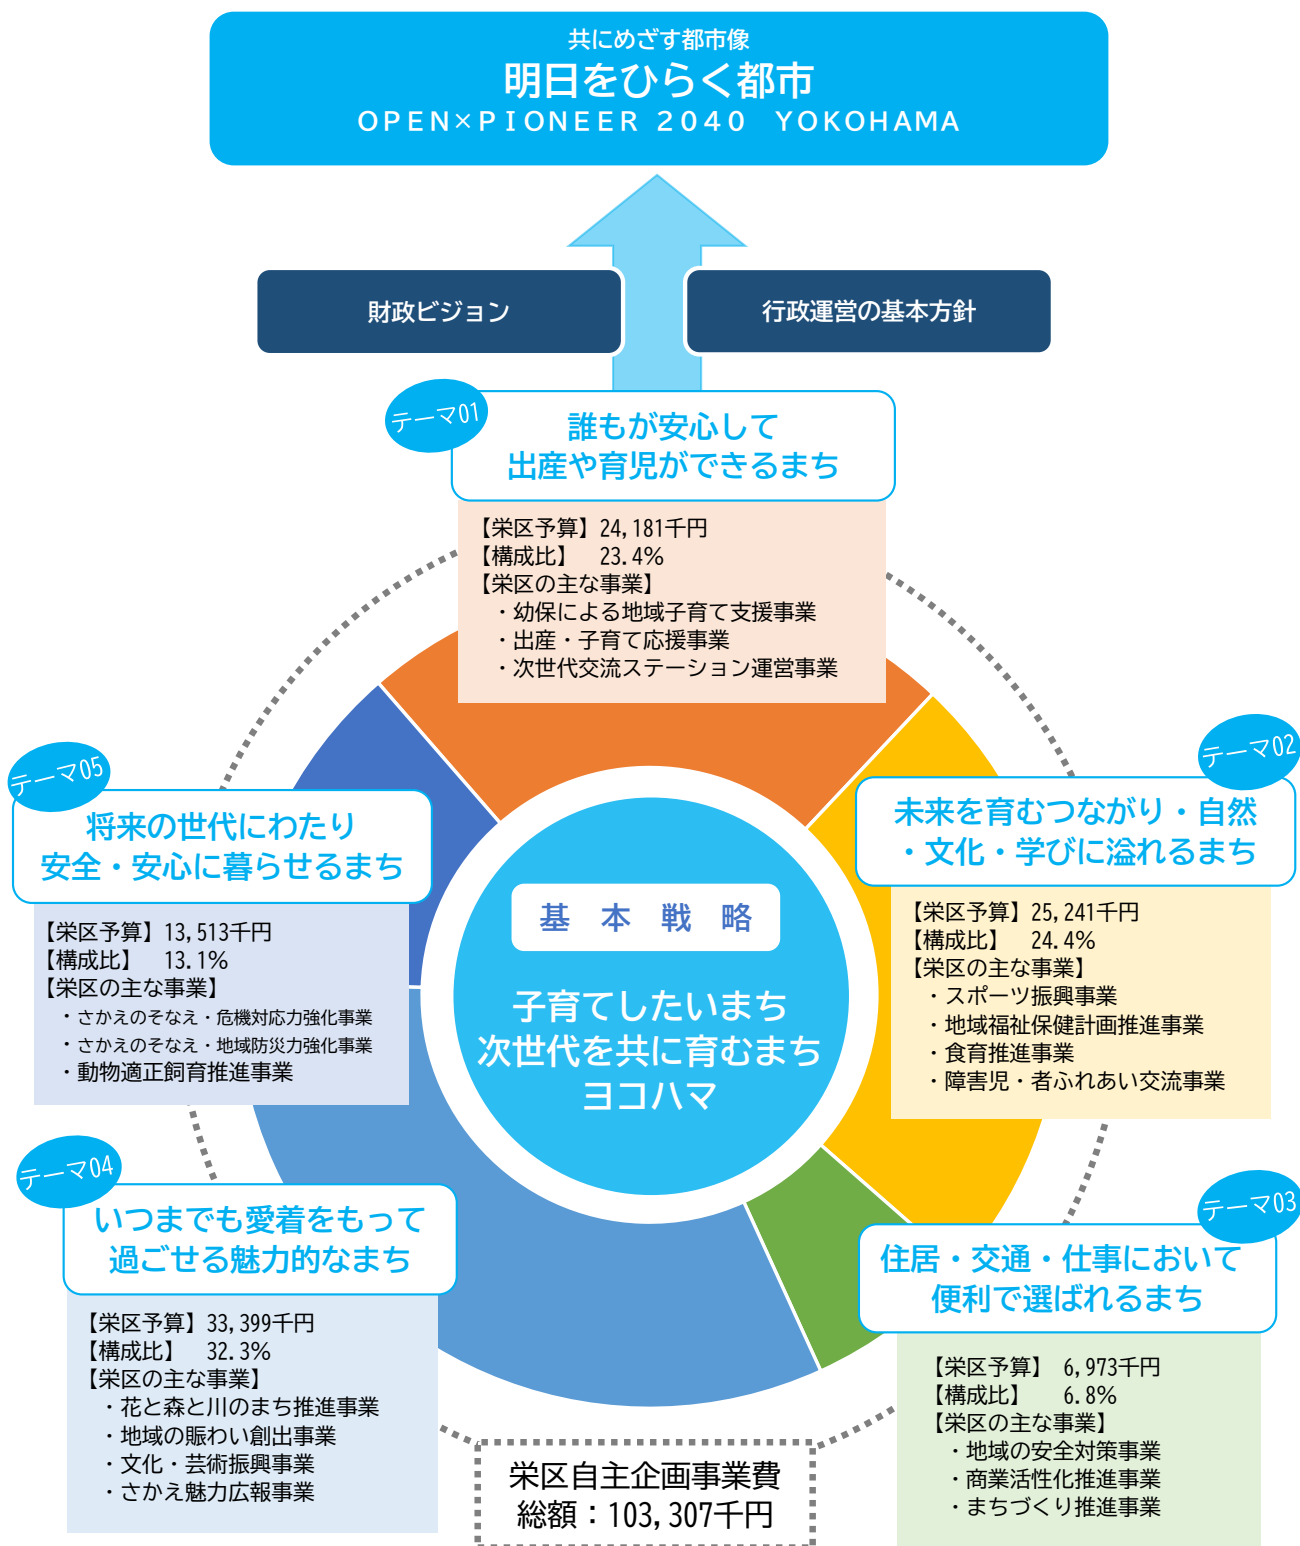 共にめざす都市像
明日をひらく都市
OPEN×PIONEER 2040 YOKOHAMA
財政ビジョン
行政運営の基本方針
テーマ01
誰もが安心して
出産や育児ができるまち
【栄区予算】24,181千円
【構成比】 23.4%
【栄区の主な事業】
・幼保による地域子育て支援事業
・出産・子育て応援事業
・次世代交流ステーション運営事業
テーマ02
未来を育むつながり・自然
・文化・学びに溢れるまち
【栄区予算】25,241千円
【構成比】 24.4%
【栄区の主な事業】
・スポーツ振興事業
・地域福祉保健計画推進事業
・食育推進事業
・障害児・者ふれあい交流事業
テーマ05
将来の世代にわたり
安全・安心に暮らせるまち
【栄区予算】13,513千円
【構成比】 13.1%
【栄区の主な事業】
・さかえのそなえ・危機対応力強化事業
・さかえのそなえ・地域防災力強化事業
・動物適正飼育推進事業
基本戦略
子育てしたいまち
次世代を共に育むまち
ヨコハマ
テーマ04
いつまでも愛着をもって
過ごせる魅力的なまち
【栄区予算】33,399千円
【構成比】 32.3%
【栄区の主な事業】
・花と森と川のまち推進事業
・地域の賑わい創出事業
・文化・芸術振興事業
・さかえ魅力広報事業
テーマ03
住居・交通・仕事において
便利で選ばれるまち
【栄区予算】 6,973千円
【構成比】 6.8%
【栄区の主な事業】
・地域の安全対策事業
・商業活性化推進事業
・まちづくり推進事業
栄区自主企画事業費
総額：103,307千円